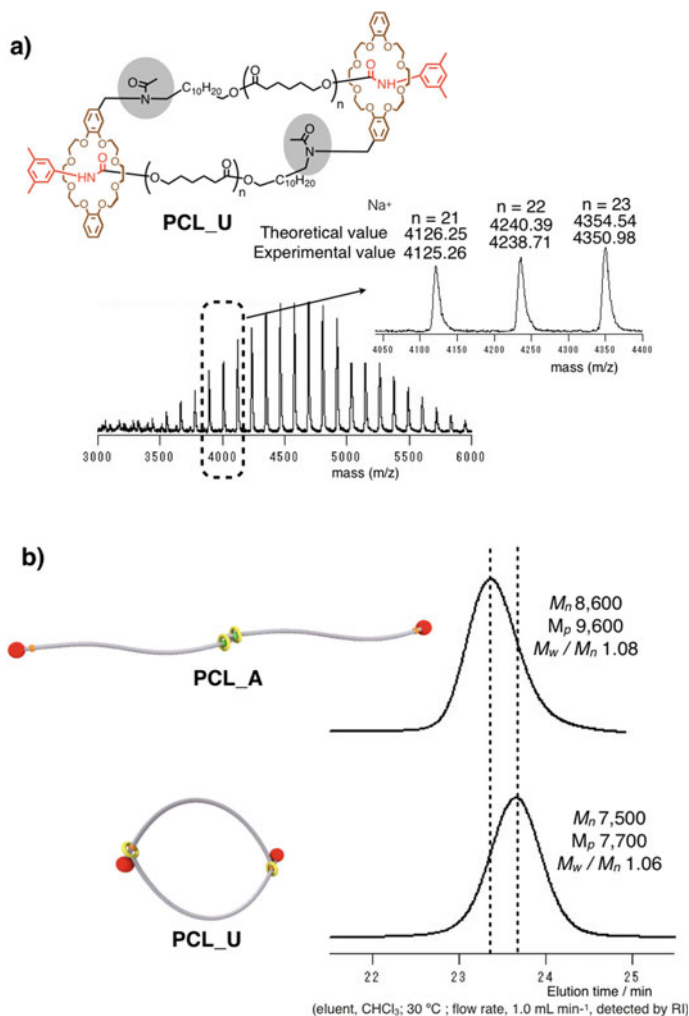 a)
O
N
C10H20
O
O
O
n
O
O
O
O
NH
O
O
O
O
O
O
O
O
O
O
HN
O
O
O
O
n
O
C10H20
N
O
PCL_U
Na+
n = 21 n = 22 n = 23
Theoretical value 4126.25 4240.39 4354.54
Experimental value 4125.26 4238.71 4350.98
4050 4100 4150 4200 4250 4300 4350 4400
mass (m/z)
3000 3500 4000 4500 5000 5500 6000
mass (m/z)
b)
PCL_A
Mn 8,600
Mp 9,600
Mw / Mn 1.08
PCL_U
Mn 7,500
Mp 7,700
Mw / Mn 1.06
22 23 24 25
Elution time / min
(eluent, CHCl3; 30 °C ; flow rate, 1.0 mL min-1, detected by RI)